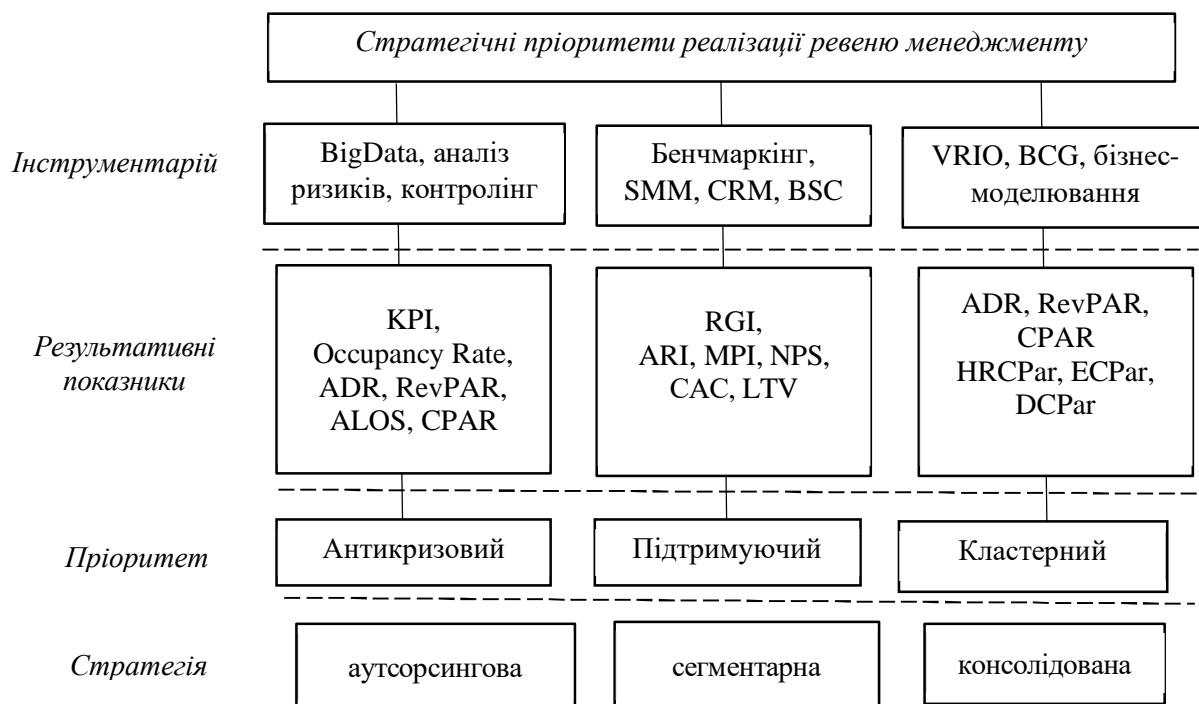 Стратегічні пріоритети реалізації ревеню менеджменту
Інструментарій
BigData, аналіз
ризиків, контролінг
Бенчмаркінг,
SMM, CRM, BSC
VRIO, BCG, бізнес-
моделювання
Результативні
показники
KPI,
Occupancy Rate,
ADR, RevPAR,
ALOS, CPAR
RGI,
ARI, MPI, NPS,
CAC, LTV
ADR, RevPAR,
CPAR
HRCPar, ECPar,
DCPar
Пріоритет
Антикризовий
Підтримуючий
Кластерний
Стратегія
аутсорсингова
сегментарна
консолідована